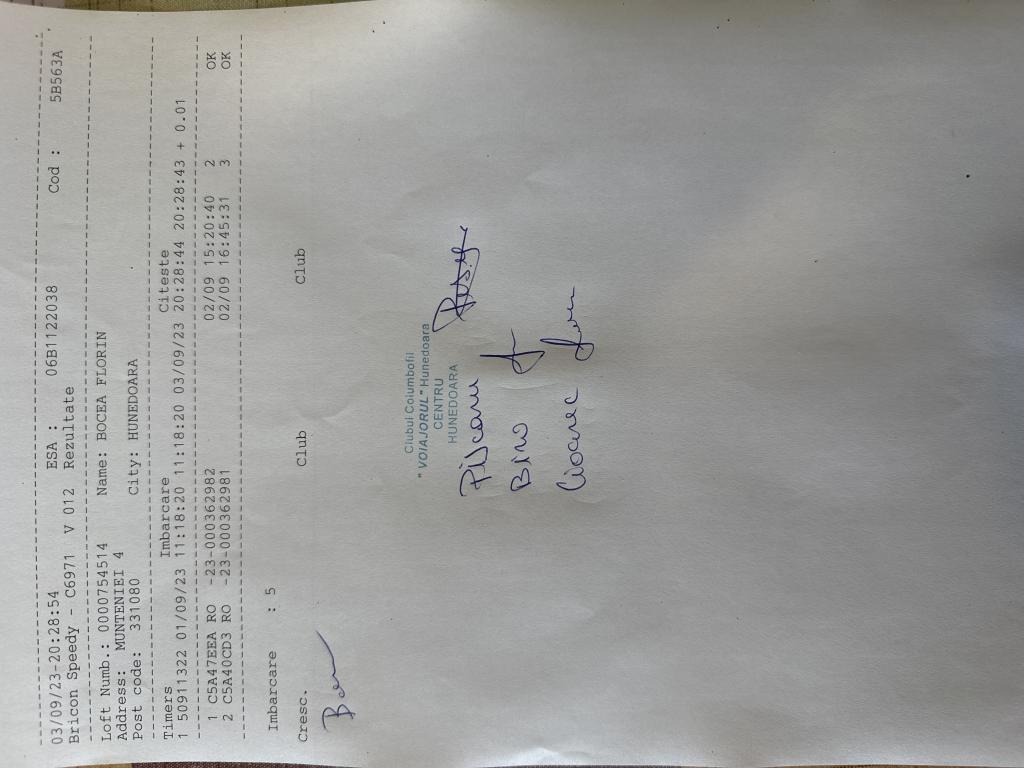 03/09/23-20:28:54 ESA : 06B1122038 Cod : 5B563A
Bricon Speedy - C6971 V 012 Rezultate
Loft Numb.: 0000754514 Name: BOCEA FLORIN
Address: MUNTENIEI 4
Post code: 331080 City: HUNEDOARA
Timers Imbarcare Citeste
1 50911322 01/09/23 11:18:20 11:18:20 03/09/23 20:28:44 20:28:43 + 0.01
1 C5A47EEA RO 23-000362982 02/09 15:20:40 2 OK
2 C5A40CD3 RO 23-000362981 02/09 16:45:31 3 OK
Imbarcare : 5
Cresc. Club Club
Clubul Columbofil
"VOIAJORUL" Hunedoara
CENTRU
HUNEDOARA